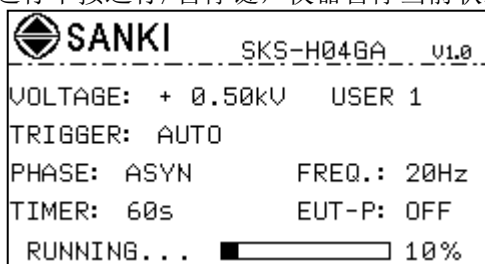 SANKI SKS-H04GA V1.0
VOLTAGE: + 0.50kV USER 1
TRIGGER: AUTO
PHASE: ASYN FREQ.: 20Hz
TIMER: 60s EUT-P: OFF
RUNNING... 10%